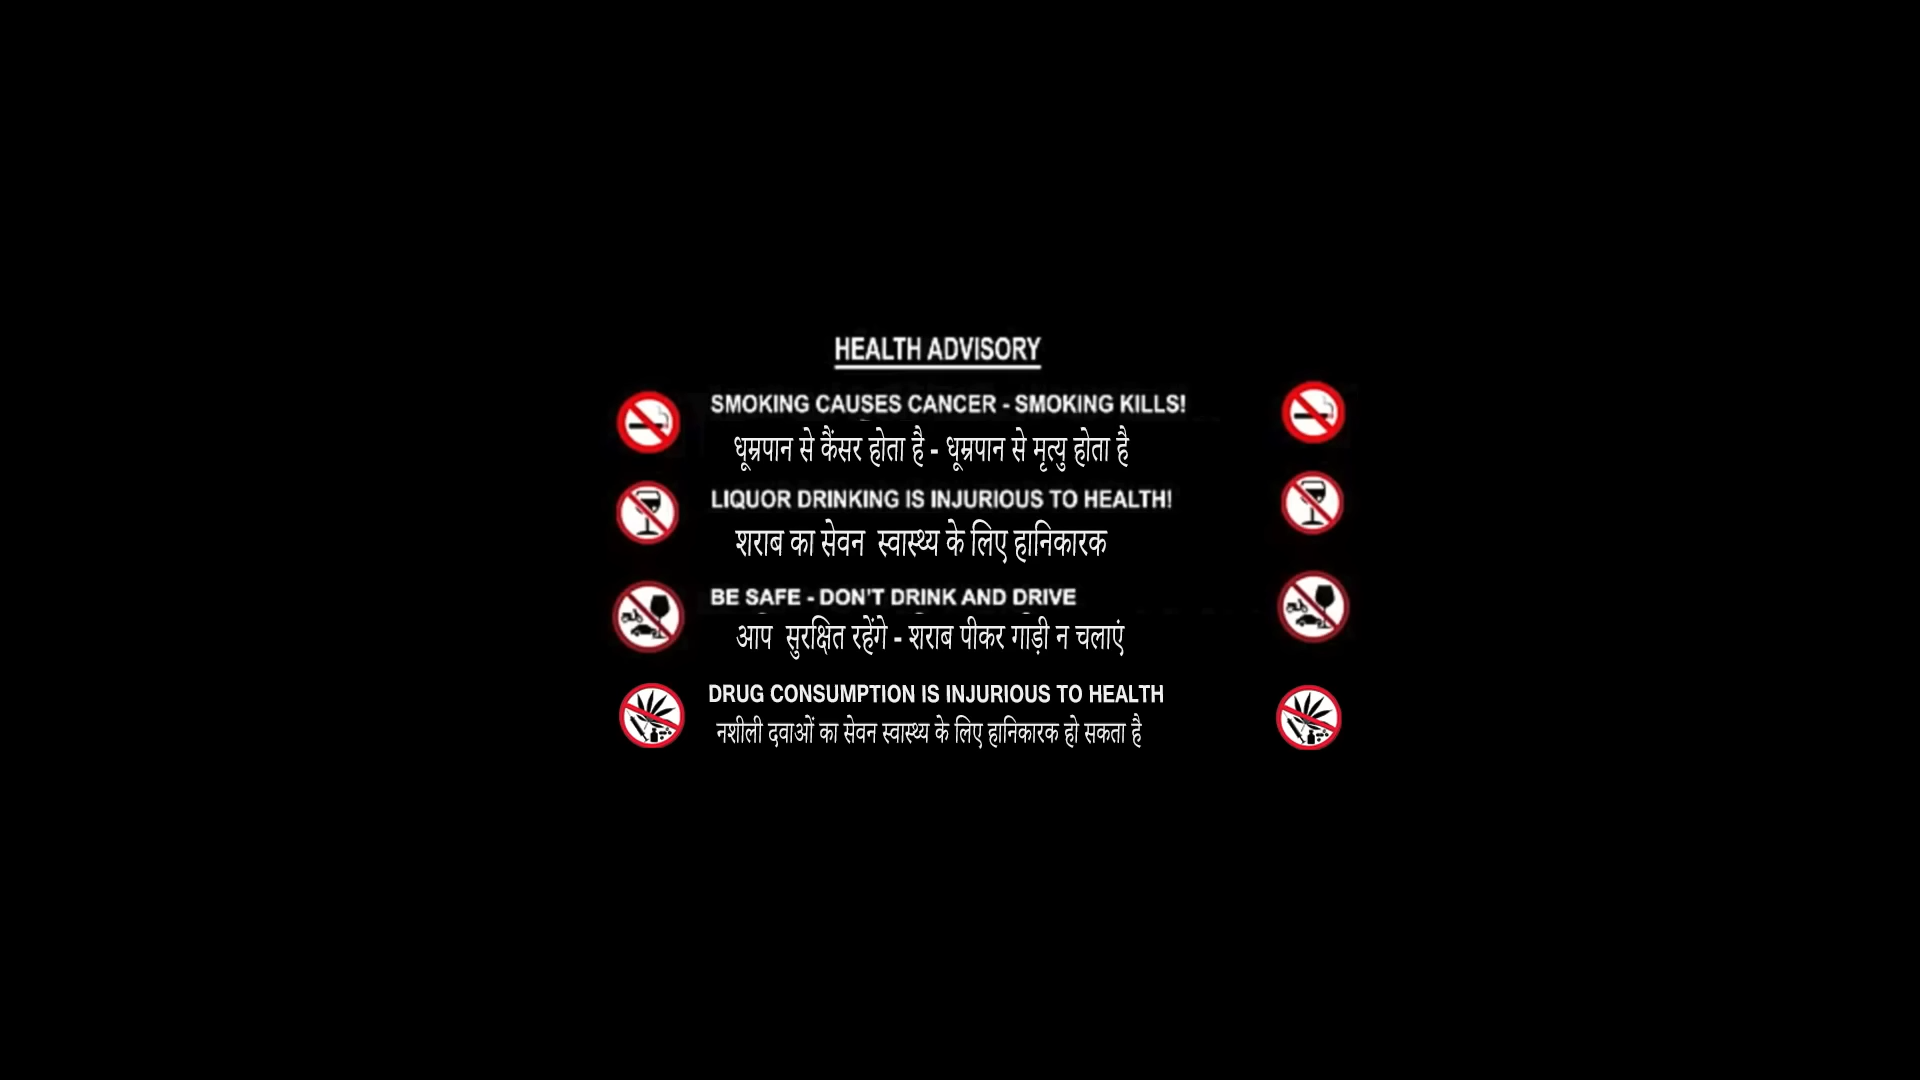 HEALTH ADVISORY
SMOKING CAUSES CANCER - SMOKING KILLS!
धूम्रपान से कैंसर होता है - धूम्रपान से मृत्यु होता है
LIQUOR DRINKING IS INJURIOUS TO HEALTH!
शराब का सेवन स्वास्थ्य के लिए हानिकारक
BE SAFE - DON'T DRINK AND DRIVE
आप सुरक्षित रहेंगे - शराब पीकर गाड़ी न चलाएं
DRUG CONSUMPTION IS INJURIOUS TO HEALTH
नशीली दवाओं का सेवन स्वास्थ्य के लिए हानिकारक हो सकता है